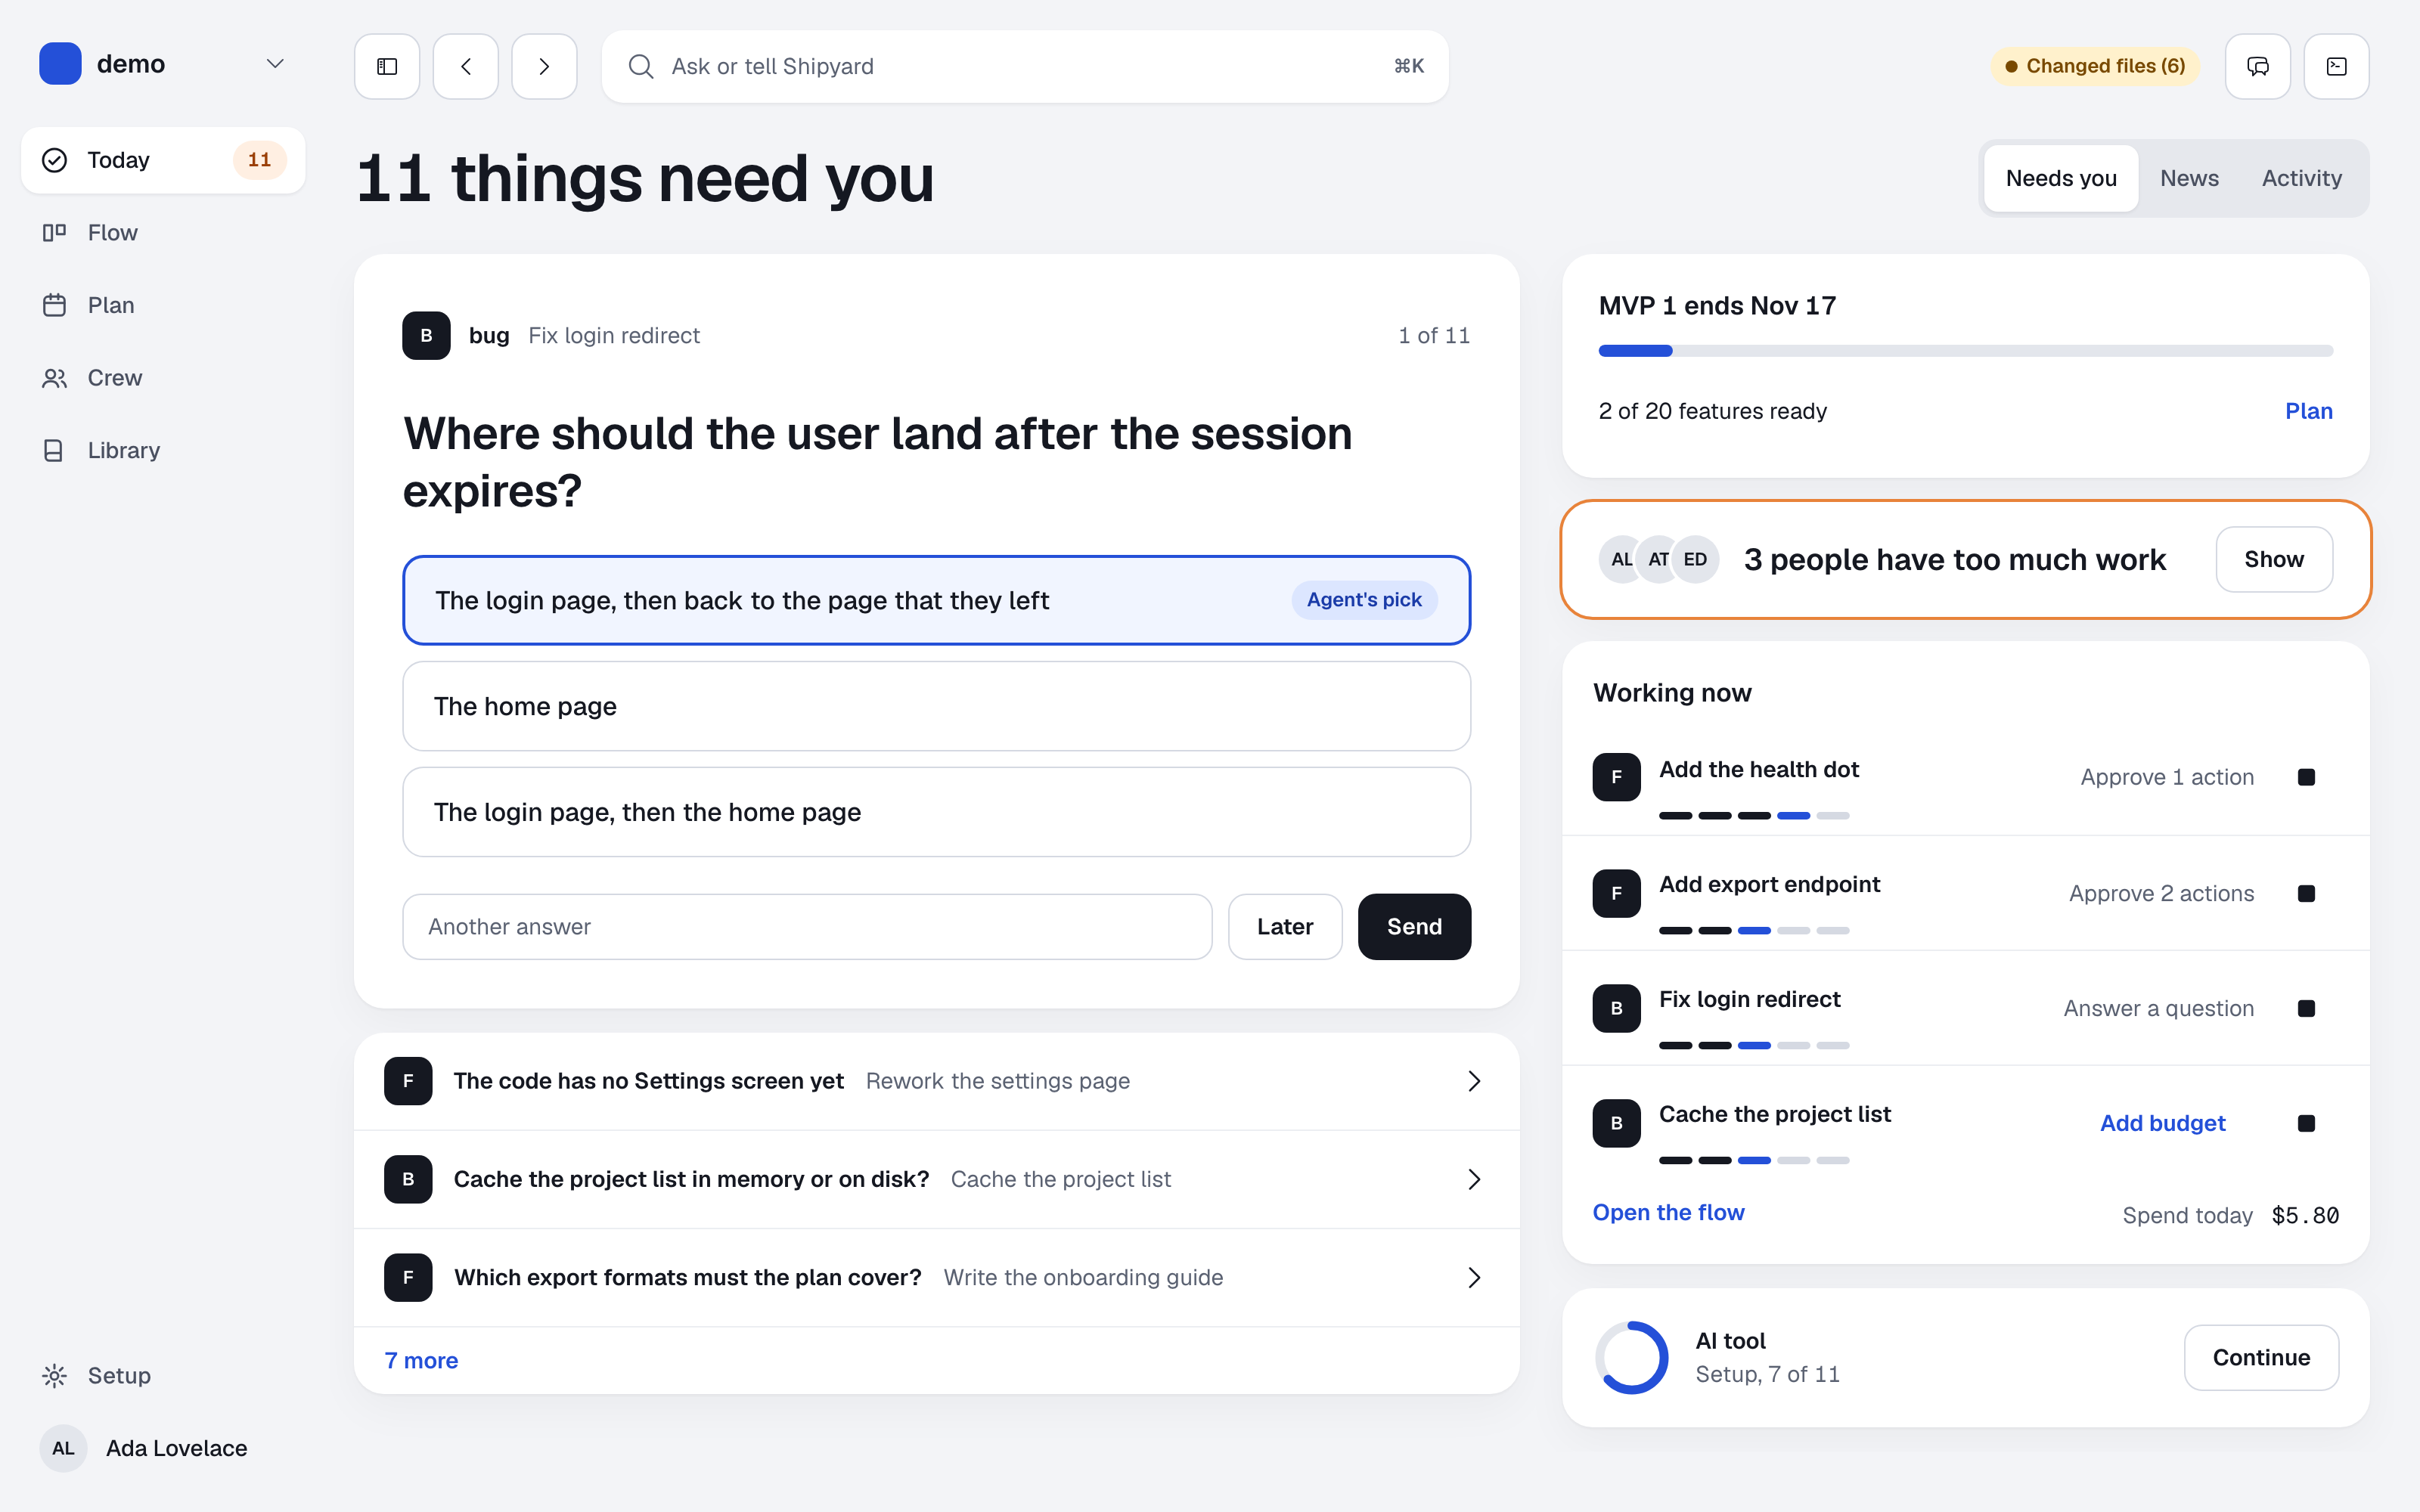 demo
Ask or tell Shipyard
⌘K
Changed files (6)
Today
11
Flow
Plan
Crew
Library
Setup
AL
Ada Lovelace
11 things need you
Needs you
News
Activity
B
bug
Fix login redirect
1 of 11
Where should the user land after the session
expires?
The login page, then back to the page that they left
Agent's pick
The home page
The login page, then the home page
Another answer
Later
Send
F
The code has no Settings screen yet
Rework the settings page
B
Cache the project list in memory or on disk?
Cache the project list
F
Which export formats must the plan cover?
Write the onboarding guide
7 more
MVP 1 ends Nov 17
2 of 20 features ready
Plan
AL
AT
ED
3 people have too much work
Show
Working now
F
Add the health dot
Approve 1 action
F
Add export endpoint
Approve 2 actions
B
Fix login redirect
Answer a question
B
Cache the project list
Add budget
Open the flow
Spend today
$5.80
AI tool
Setup, 7 of 11
Continue